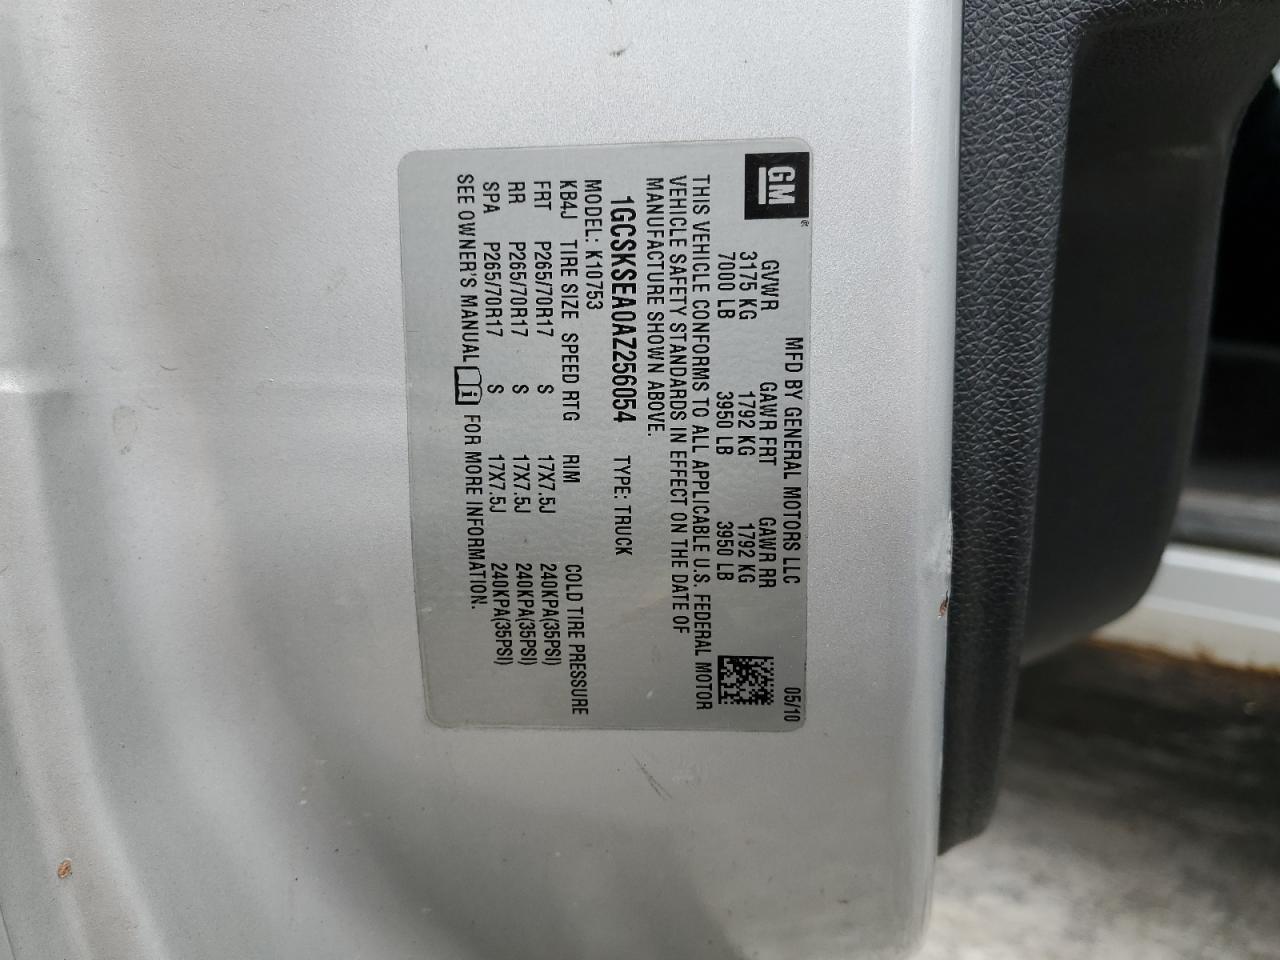 GM ®
MFD BY GENERAL MOTORS LLC 05/10
GVWR GAWR FRT GAWR RR
3175 KG 1792 KG 1792 KG
7000 LB 3950 LB 3950 LB
THIS VEHICLE CONFORMS TO ALL APPLICABLE U.S. FEDERAL MOTOR
VEHICLE SAFETY STANDARDS IN EFFECT ON THE DATE OF
MANUFACTURE SHOWN ABOVE.
1GCSKSEA0AZ256054 TYPE: TRUCK
MODEL: K10753
KB4J TIRE SIZE SPEED RTG RIM COLD TIRE PRESSURE
FRT P265/70R17 S 17X7.5J 240KPA(35PSI)
RR P265/70R17 S 17X7.5J 240KPA(35PSI)
SPA P265/70R17 S 17X7.5J 240KPA(35PSI)
SEE OWNER'S MANUAL i FOR MORE INFORMATION.